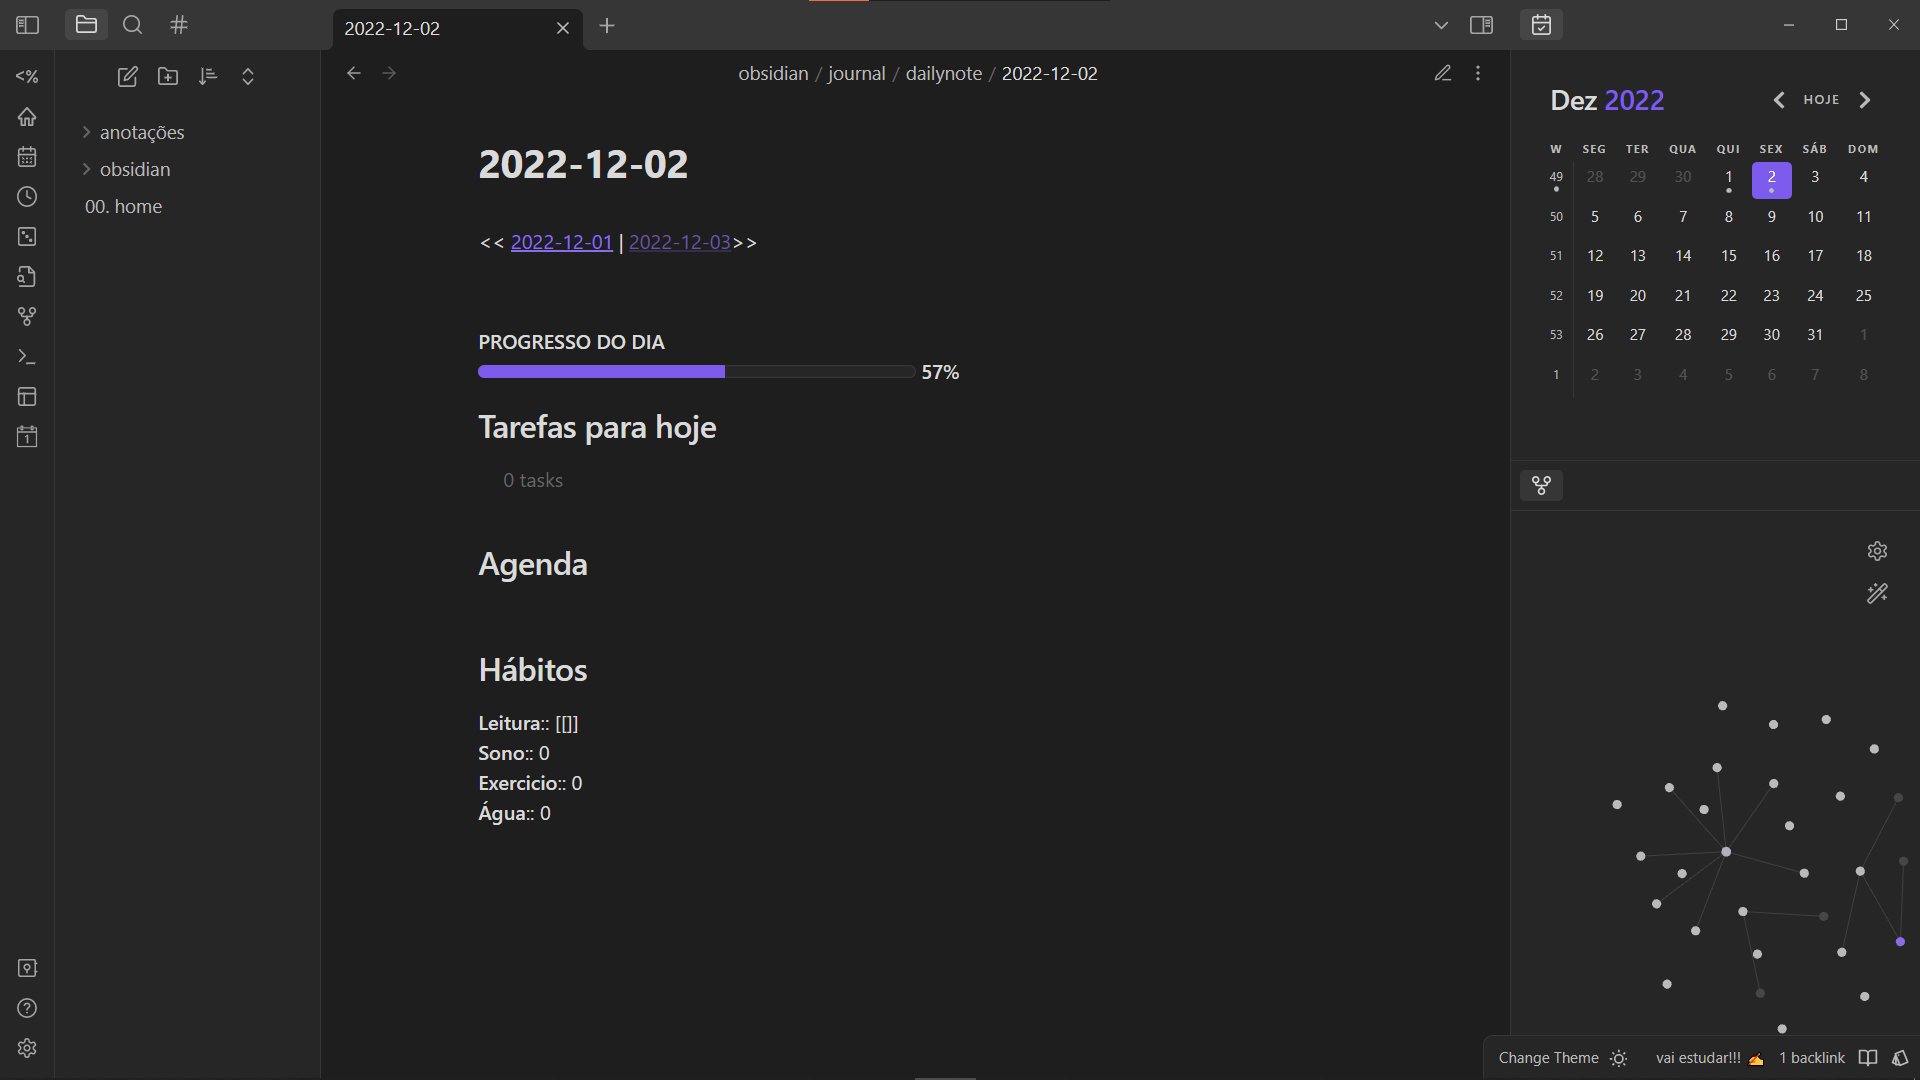 2022-12-02
<%
obsidian / journal / dailynote / 2022-12-02
anotações
obsidian
00. home
2022-12-02
<< 2022-12-01 | 2022-12-03>>
PROGRESSO DO DIA
57%
Tarefas para hoje
0 tasks
Agenda
Hábitos
Leitura:: [[]]
Sono:: 0
Exercicio:: 0
Água:: 0
Dez 2022
HOJE
W SEG TER QUA QUI SEX SÁB DOM
49 28 29 30 1 2 3 4
50 5 6 7 8 9 10 11
51 12 13 14 15 16 17 18
52 19 20 21 22 23 24 25
53 26 27 28 29 30 31 1
1 2 3 4 5 6 7 8
Change Theme vai estudar!!! ✍ 1 backlink